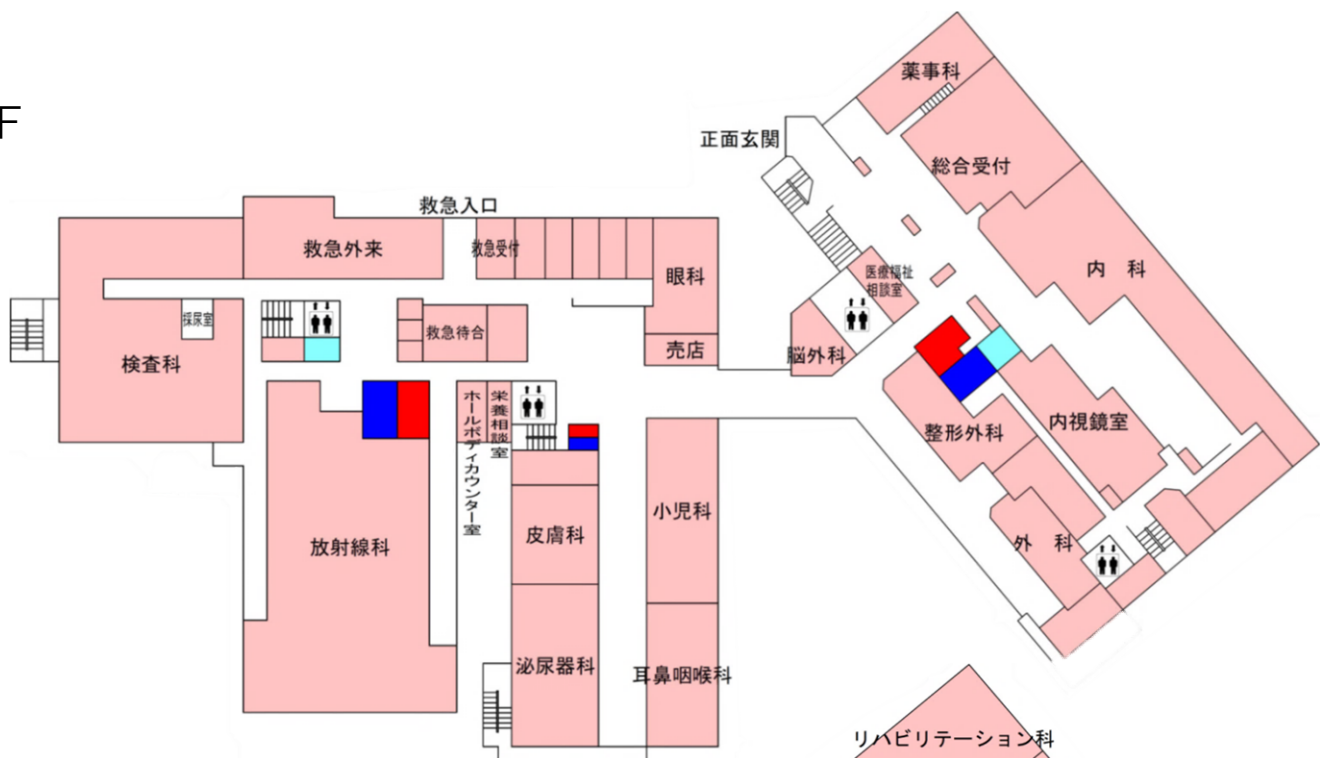 F
薬事科
正面玄関
総合受付
救急入口
救急外来
救急受付
眼科
医療福祉
相談室
内 科
採尿室
救急待合
売店
脳外科
検査科
ホールボディカウンター室
栄養相談室
整形外科
内視鏡室
小児科
皮膚科
放射線科
外 科
泌尿器科
耳鼻咽喉科
リハビリテーション科